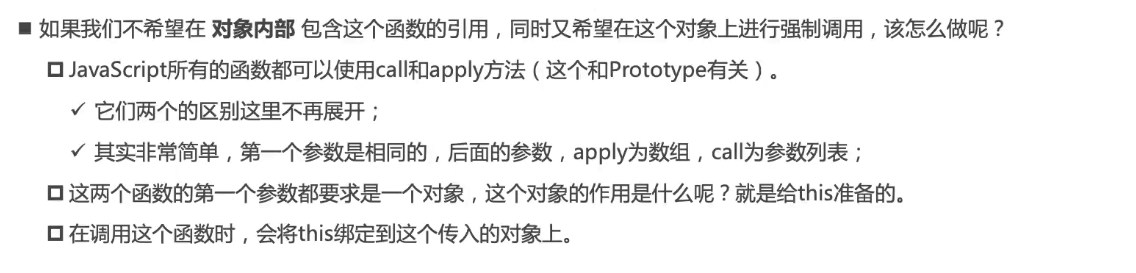 ■ 如果我们不希望在 对象内部 包含这个函数的引用，同时又希望在这个对象上进行强制调用，该怎么做呢？
□ JavaScript所有的函数都可以使用call和apply方法（这个和Prototype有关）。
✓ 它们两个的区别这里不再展开；
✓ 其实非常简单，第一个参数是相同的，后面的参数，apply为数组，call为参数列表；
□ 这两个函数的第一个参数都要求是一个对象，这个对象的作用是什么呢？就是给this准备的。
□ 在调用这个函数时，会将this绑定到这个传入的对象上。